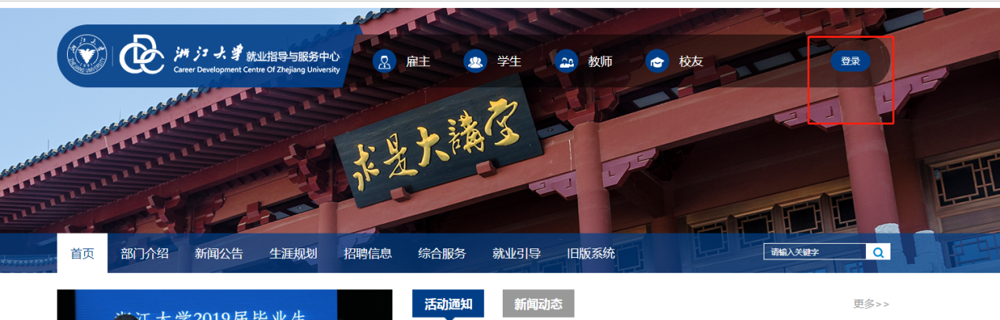 浙江大学 就业指导与服务中心
Career Development Centre Of Zhejiang University
雇主
学生
教师
校友
登录
求是大講堂
首页
部门介绍
新闻公告
生涯规划
招聘信息
综合服务
就业引导
旧版系统
请输入关键字
浙江大学2019届毕业生
活动通知
新闻动态
更多>>